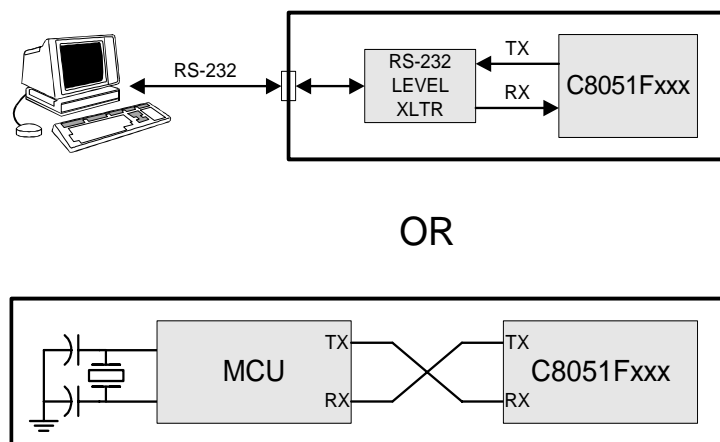 RS-232
RS-232
LEVEL
XLTR
TX
RX
C8051Fxxx
OR
MCU
TX
RX
TX
RX
C8051Fxxx